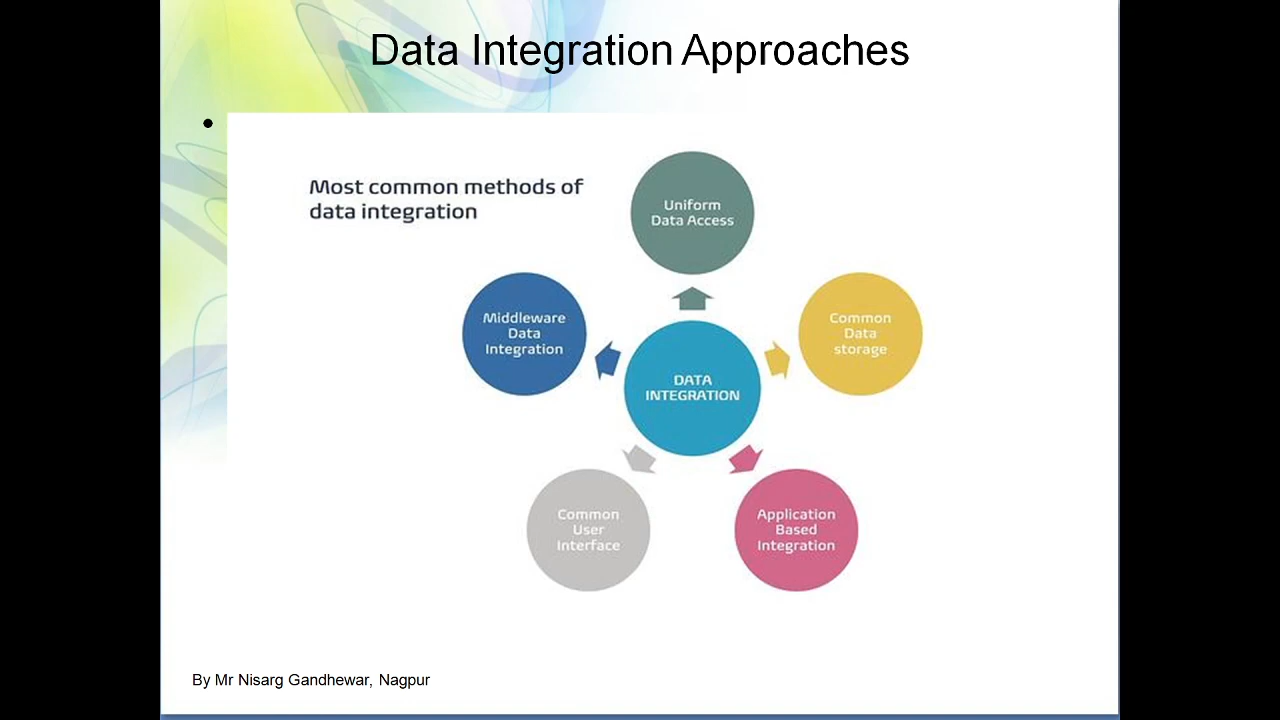 Data Integration Approaches
Most common methods of
data integration
Uniform
Data Access
Middleware
Data
Integration
Common
Data
storage
DATA
INTEGRATION
Common
User
Interface
Application
Based
Integration
By Mr Nisarg Gandhewar, Nagpur